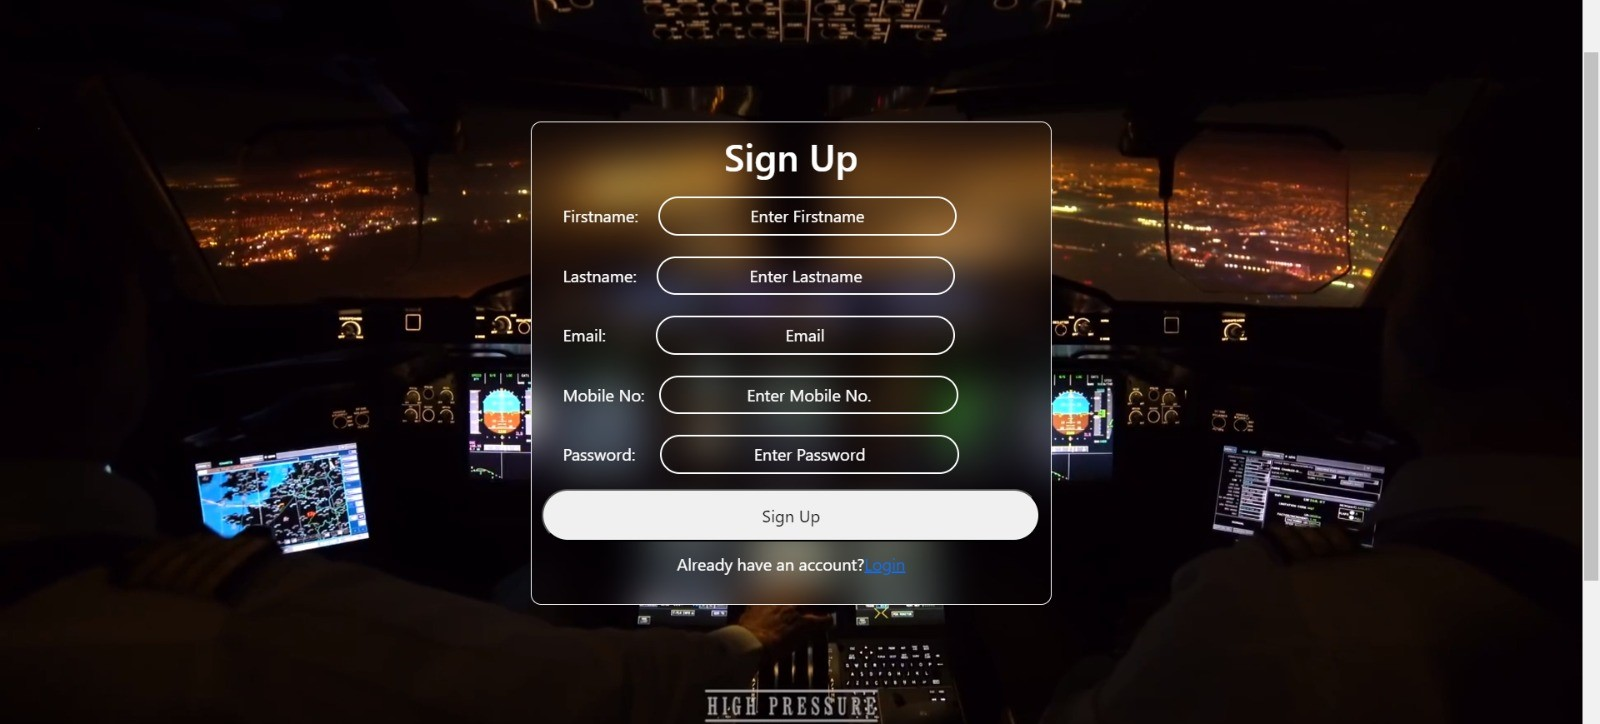 Sign Up
Firstname: Enter Firstname
Lastname: Enter Lastname
Email: Email
Mobile No: Enter Mobile No.
Password: Enter Password
Sign Up
Already have an account?Login
HIGH PRESSURE